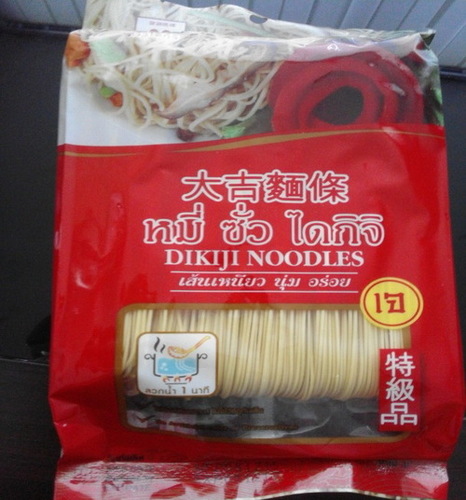 大吉麵條
หมี่ ซั่ว ไดกิจิ
DIKIJI NOODLES
เส้นเหนียว นุ่ม อร่อย
เจ
ลวกน้ำ 1 นาที
特級品